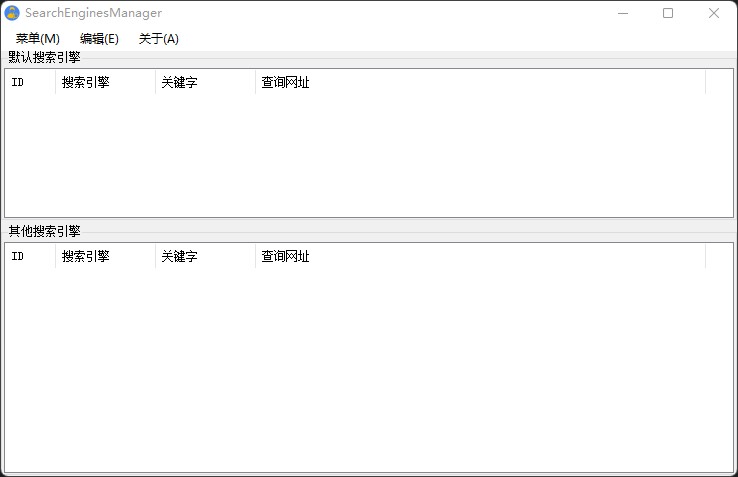 SearchEnginesManager
菜单(M) 编辑(E) 关于(A)
默认搜索引擎
ID 搜索引擎 关键字 查询网址
其他搜索引擎
ID 搜索引擎 关键字 查询网址